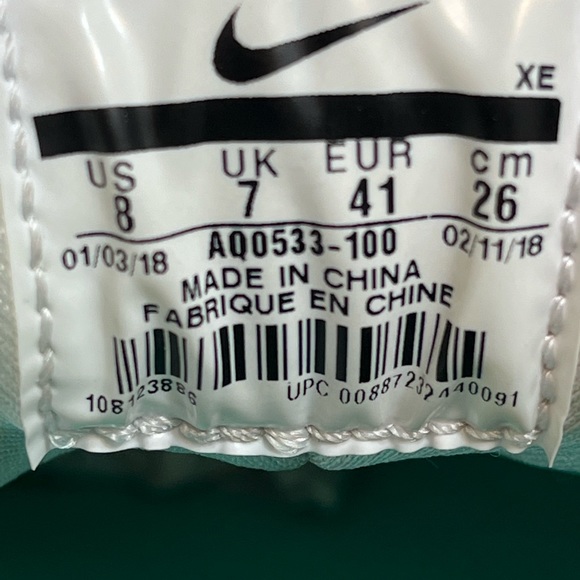 XE
US UK EUR cm
8 7 41 26
01/03/18 AQ0533-100 02/11/18
MADE IN CHINA
FABRIQUE EN CHINE
UPC